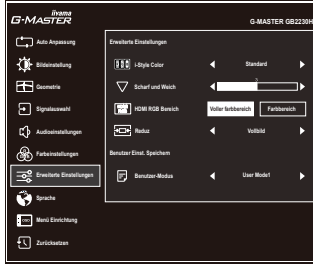 iiyama
G-MASTER
G-MASTER GB2230H
Auto Anpassung
Bildeinstellung
Geometrie
Signalauswahl
Audioeinstellungen
Farbeinstellungen
Erweiterte Einstellungen
Sprache
Menü Einrichtung
Zurücksetzen
Erweiterte Einstellungen
i-Style Color
Standard
Scharf und Weich
3
HDMI RGB Bereich
Voller farbbereich
Farbbereich
Reduz
Vollbild
Benutzer Einst. Speichern
Benutzer-Modus
User Mode1